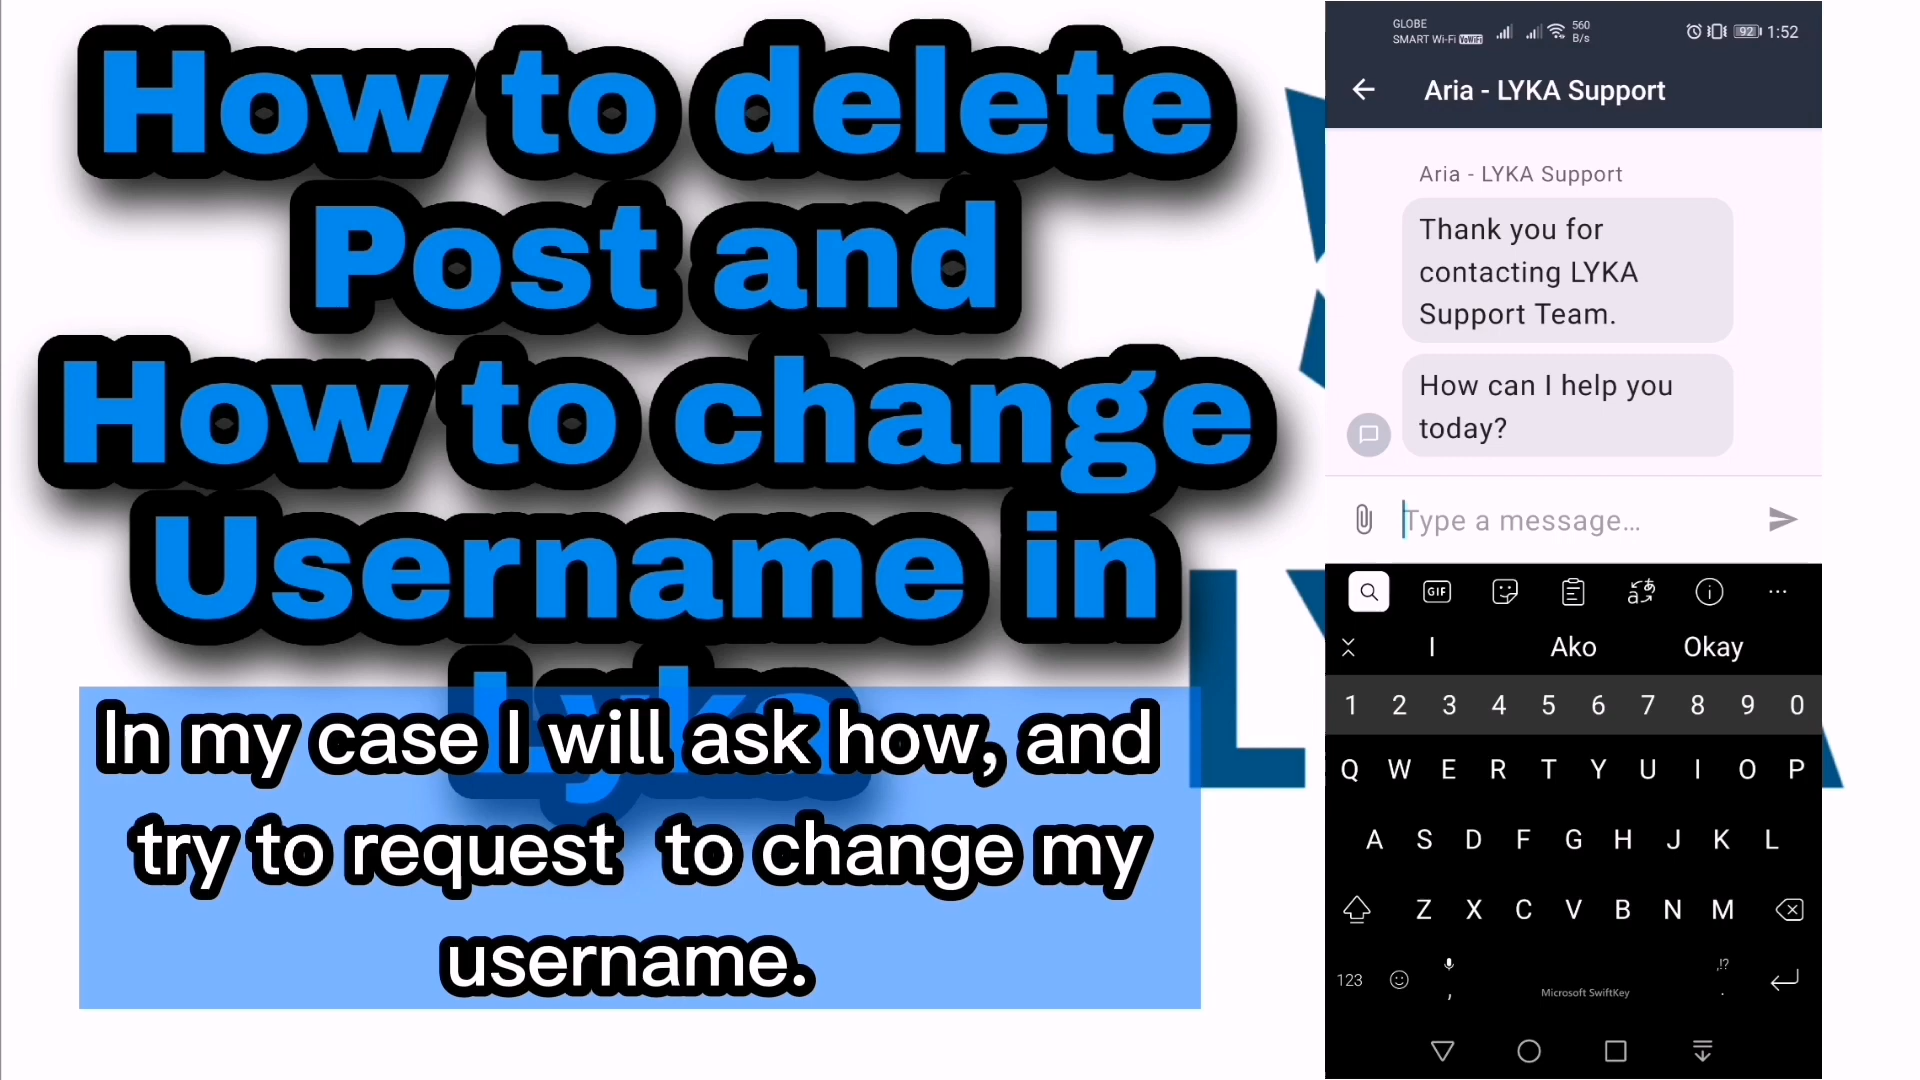 How to delete
Post and
How to change
Username in
Lyka
In my case I will ask how, and
try to request to change my
username.
GLOBE
SMART Wi-Fi VoWiFi
560
B/s
92
1:52
Aria - LYKA Support
Aria - LYKA Support
Thank you for
contacting LYKA
Support Team.
How can I help you
today?
Type a message...
GIF
I Ako Okay
1 2 3 4 5 6 7 8 9 0
Q W E R T Y U I O P
A S D F G H J K L
Z X C V B N M
123 , Microsoft SwiftKey ,!? .
L